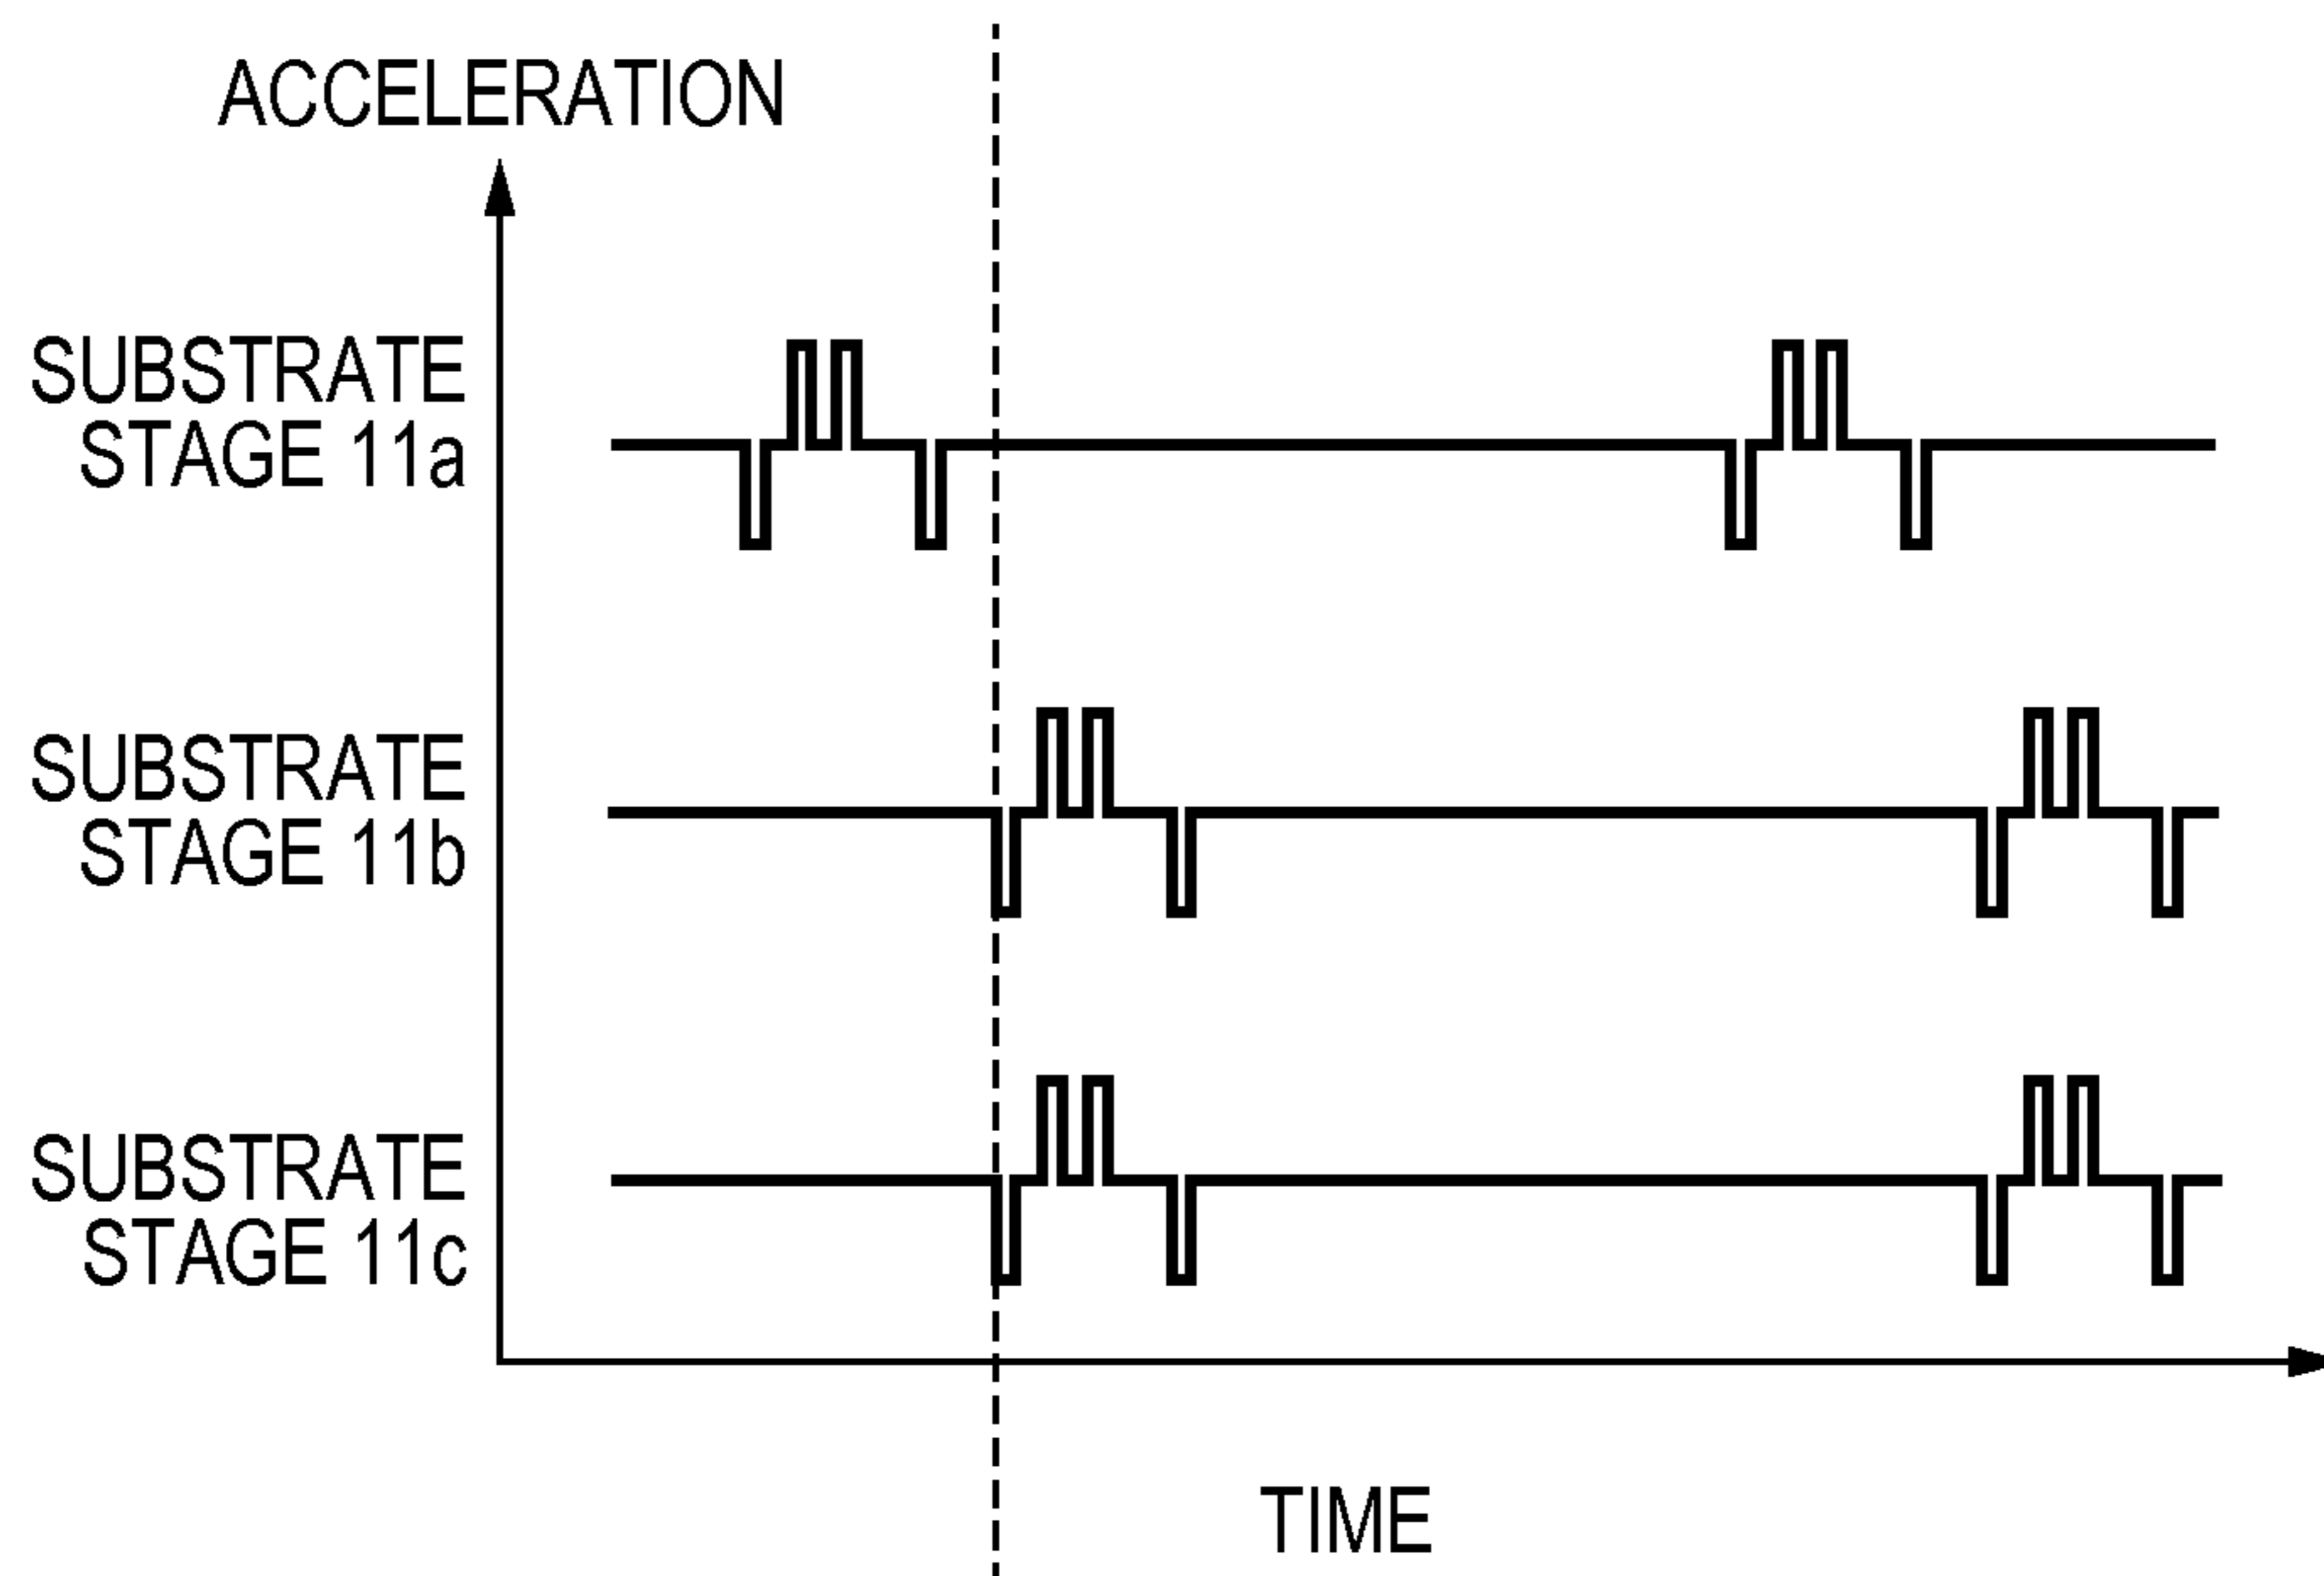 ACCELERATION
SUBSTRATE
STAGE 11a
SUBSTRATE
STAGE 11b
SUBSTRATE
STAGE 11c
TIME